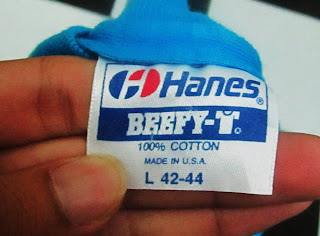 Hanes®
BEEFY-T®
100% COTTON
MADE IN U.S.A.
L 42-44